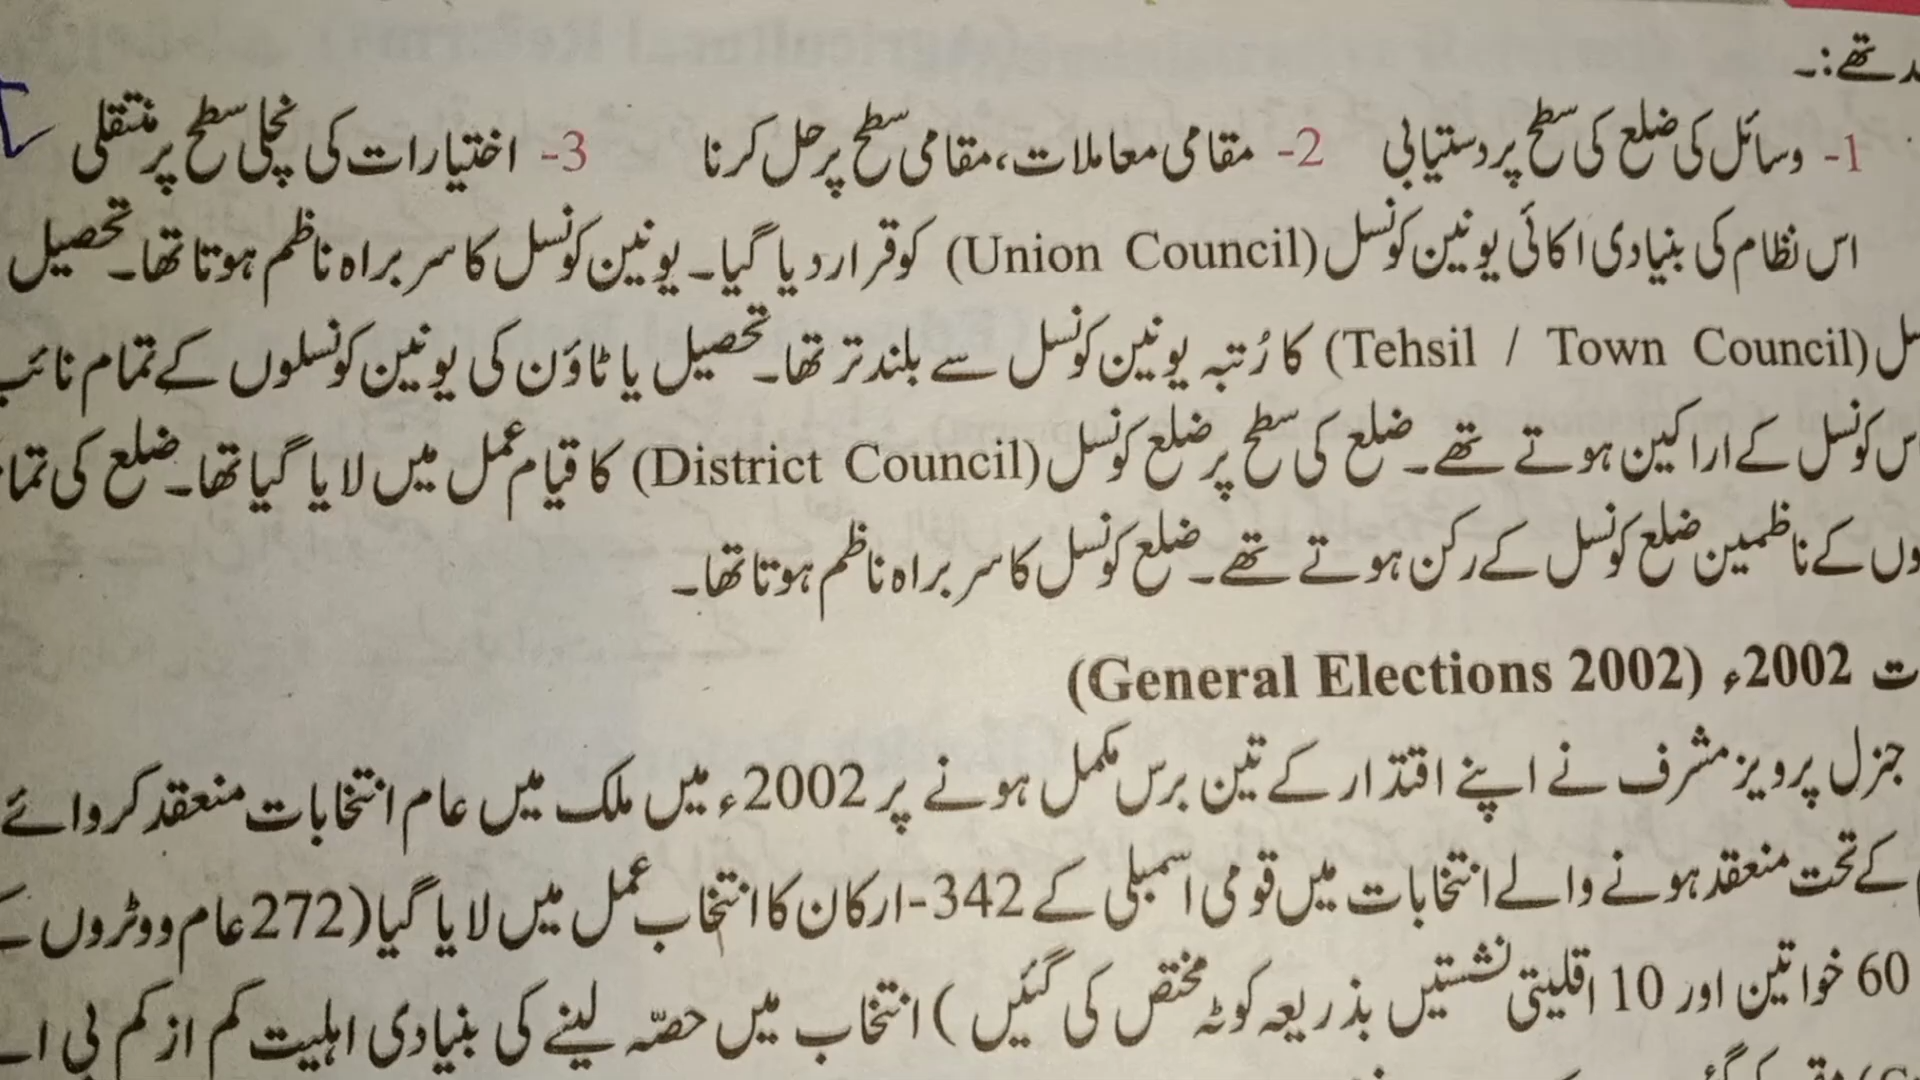 تھے:۔
1- وسائل کی ضلع کی سطح پر دستیابی 2- مقامی معاملات، مقامی سطح پر حل کرنا 3- اختیارات کی نچلی سطح پر منتقلی
اس نظام کی بنیادی اکائی یونین کونسل (Union Council) کو قرار دیا گیا۔ یونین کونسل کا سربراہ ناظم ہوتا تھا۔ تحصیل
(Tehsil / Town Council) کا رُتبہ یونین کونسل سے بلند تر تھا۔ تحصیل یا ٹاؤن کی یونین کونسلوں کے تمام نائب
کونسل کے اراکین ہوتے تھے۔ ضلع کی سطح پر ضلع کونسل (District Council) کا قیام عمل میں لایا گیا تھا۔ ضلع کی
کے ناظمین ضلع کونسل کے رکن ہوتے تھے۔ ضلع کونسل کا سربراہ ناظم ہوتا تھا۔
2002ء (General Elections 2002)
جنرل پرویز مشرف نے اپنے اقتدار کے تین برس مکمل ہونے پر 2002ء میں ملک میں عام انتخابات منعقد کروائے
کے تحت منعقد ہونے والے انتخابات میں قومی اسمبلی کے 342-ارکان کا انتخاب عمل میں لایا گیا (272 عام ووٹروں کے
60 خواتین اور 10 اقلیتی نشستیں بذریعہ کوٹہ مختص کی گئیں) انتخاب میں حصّہ لینے کی بنیادی اہلیت کم از کم بی اے